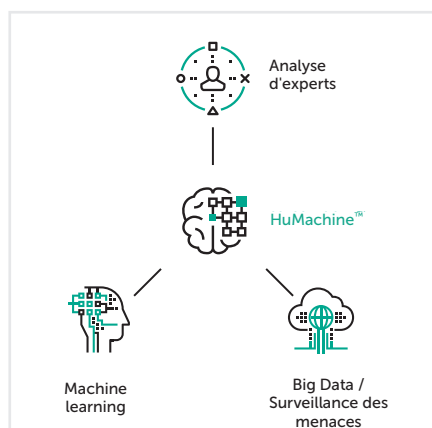 Analyse
d'experts
HuMachine™
Machine
learning
Big Data /
Surveillance des
menaces